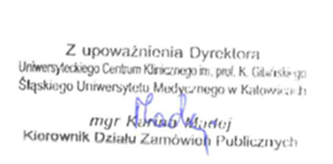 Z upoważnienia Dyrektora
Uniwersyteckiego Centrum Klinicznego im. prof. K. Gibińskiego
Śląskiego Uniwersytetu Medycznego w Katowicach
mgr
Kierownik Działu Zamówień Publicznych